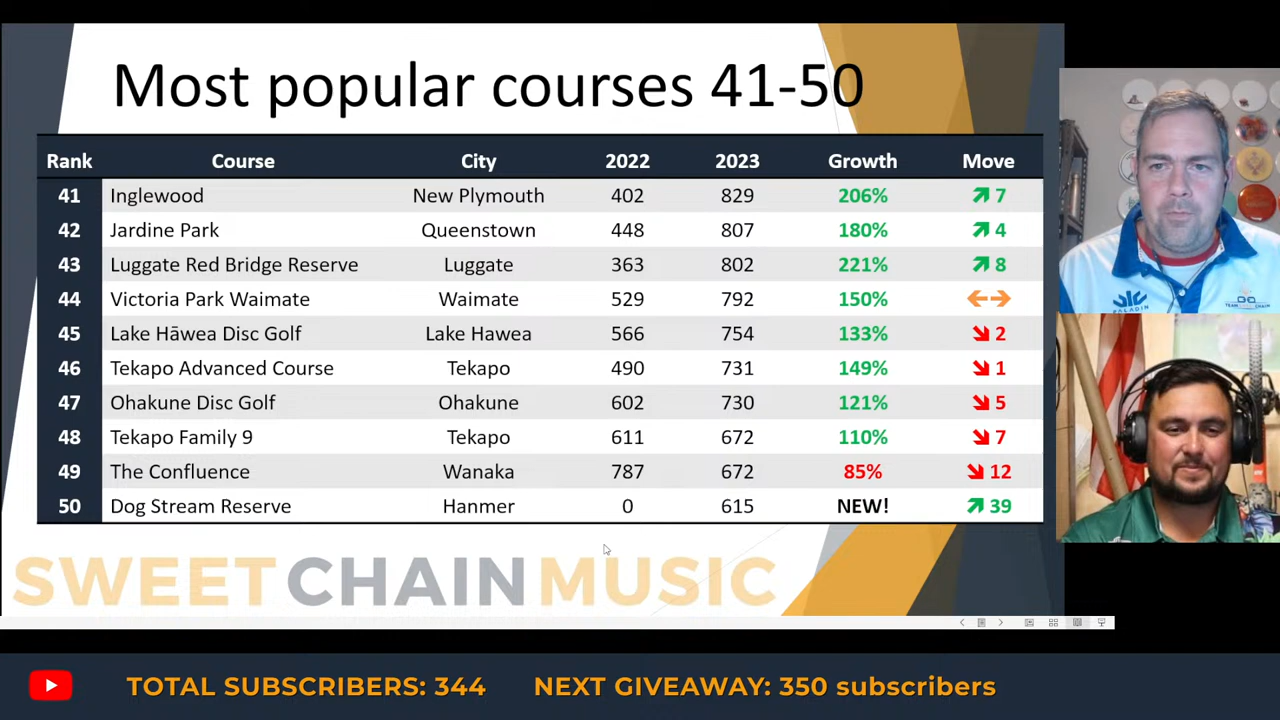 Most popular courses 41-50
Rank Course City 2022 2023 Growth Move
41 Inglewood New Plymouth 402 829 206% 7
42 Jardine Park Queenstown 448 807 180% 4
43 Luggate Red Bridge Reserve Luggate 363 802 221% 8
44 Victoria Park Waimate Waimate 529 792 150%
45 Lake Hāwea Disc Golf Lake Hawea 566 754 133% 2
46 Tekapo Advanced Course Tekapo 490 731 149% 1
47 Ohakune Disc Golf Ohakune 602 730 121% 5
48 Tekapo Family 9 Tekapo 611 672 110% 7
49 The Confluence Wanaka 787 672 85% 12
50 Dog Stream Reserve Hanmer 0 615 NEW! 39
SWEET CHAIN MUSIC
PALADIN
TOTAL SUBSCRIBERS: 344 NEXT GIVEAWAY: 350 subscribers